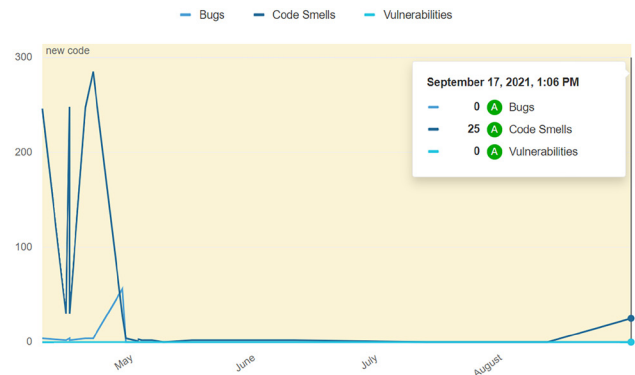 Bugs Code Smells Vulnerabilities
new code
300
200
100
0
May June July August
September 17, 2021, 1:06 PM
0 A Bugs
25 A Code Smells
0 A Vulnerabilities